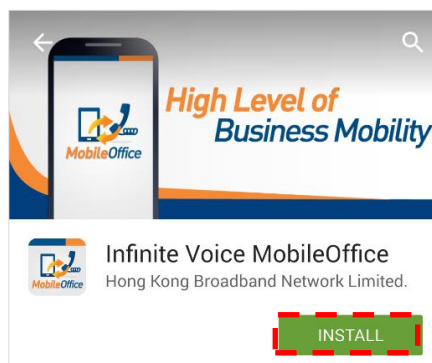 High Level of
Business Mobility
MobileOffice
Infinite Voice MobileOffice
Hong Kong Broadband Network Limited.
MobileOffice
INSTALL